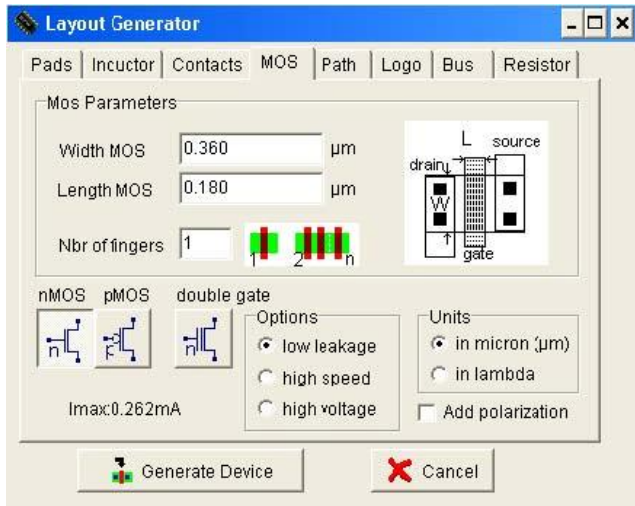 Layout Generator
Pads Incuctor Contacts MOS Path Logo Bus Resistor
Mos Parameters
Width MOS 0.360 µm
Length MOS 0.180 µm
Nbr of fingers 1
1 2 n
L source
drain
W
gate
nMOS pMOS double gate
n p n
Options
low leakage
high speed
high voltage
Units
in micron (µm)
in lambda
Imax:0.262mA
Add polarization
Generate Device Cancel